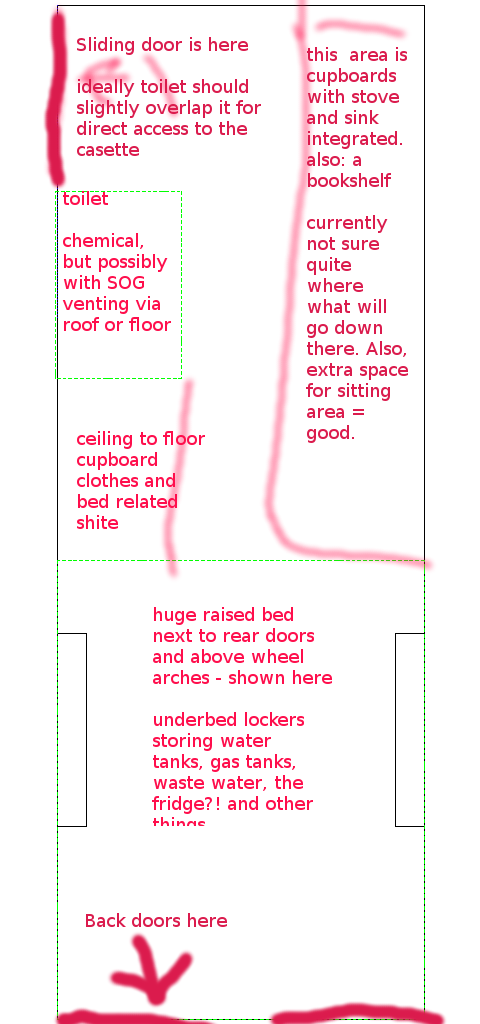 Sliding door is here
ideally toilet should
slightly overlap it for
direct access to the
casette
this  area is
cupboards
with stove
and sink
integrated.
also: a
bookshelf
currently
not sure
quite
where
what will
go down
there. Also,
extra space
for sitting
area =
good.
toilet
chemical,
but possibly
with SOG
venting via
roof or floor
ceiling to floor
cupboard
clothes and
bed related
shite
huge raised bed
next to rear doors
and above wheel
arches - shown here
underbed lockers
storing water
tanks, gas tanks,
waste water, the
fridge?! and other
things
Back doors here